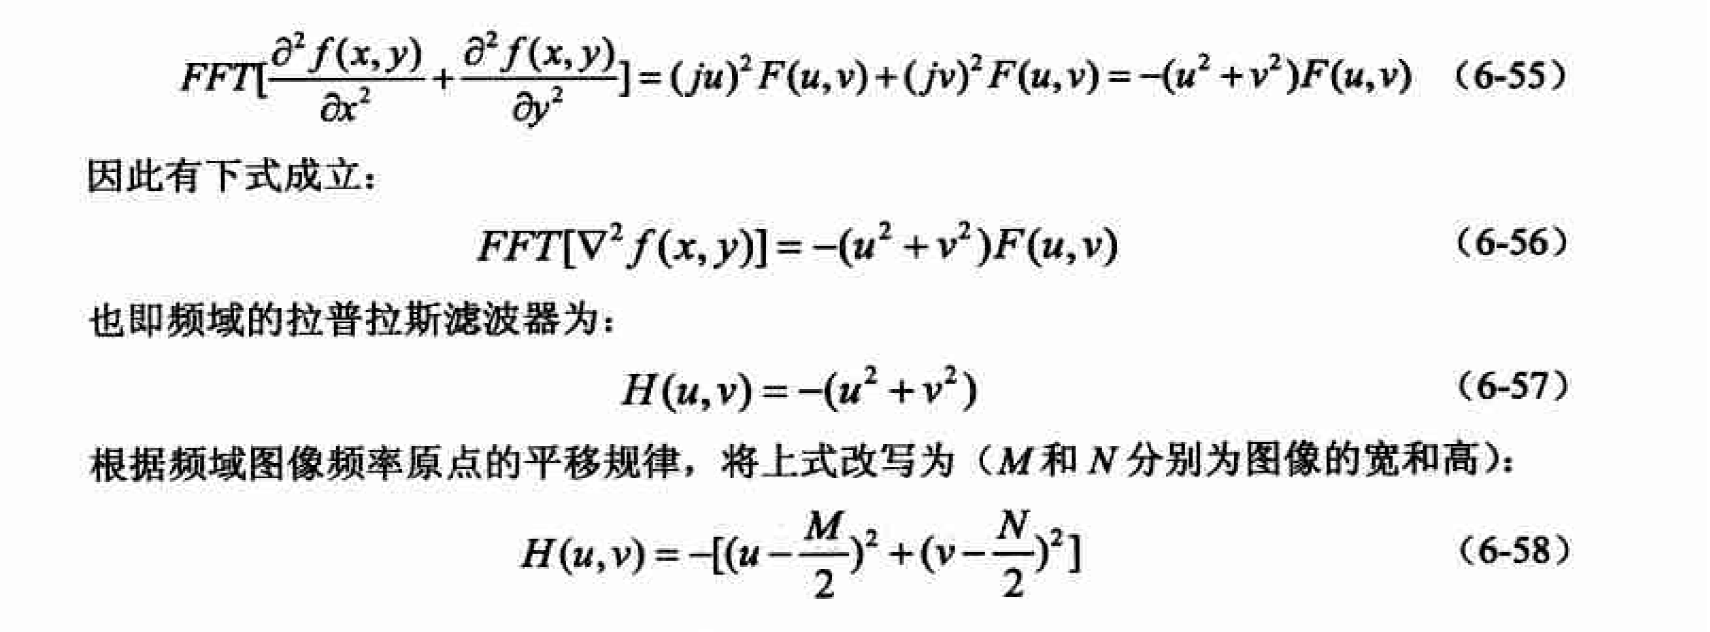 FFT[∂²f(x,y)/∂x² + ∂²f(x,y)/∂y²] = (ju)²F(u,v)+(jv)²F(u,v) = -(u²+v²)F(u,v) （6-55）
因此有下式成立：
FFT[∇²f(x,y)] = -(u²+v²)F(u,v) （6-56）
也即频域的拉普拉斯滤波器为：
H(u,v) = -(u²+v²) （6-57）
根据频域图像频率原点的平移规律，将上式改写为（M和N分别为图像的宽和高）：
H(u,v) = -[(u-M/2)²+(v-N/2)²] （6-58）